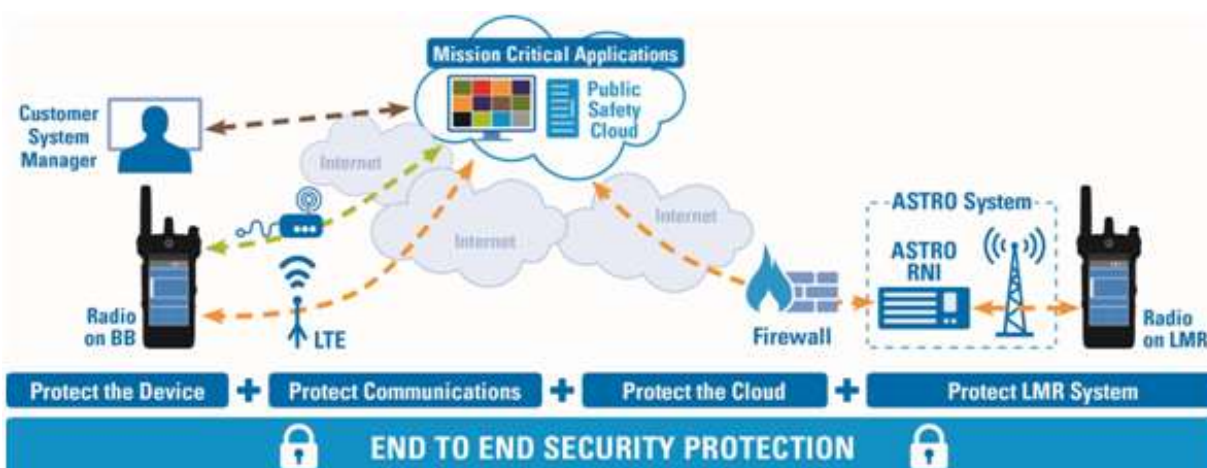 Mission Critical Applications
Public
Safety
Cloud
Customer
System
Manager
Internet
Internet
Internet
ASTRO System
ASTRO
RNI
Radio
on BB
LTE
Firewall
Radio
on LMR
Protect the Device + Protect Communications + Protect the Cloud + Protect LMR System
END TO END SECURITY PROTECTION